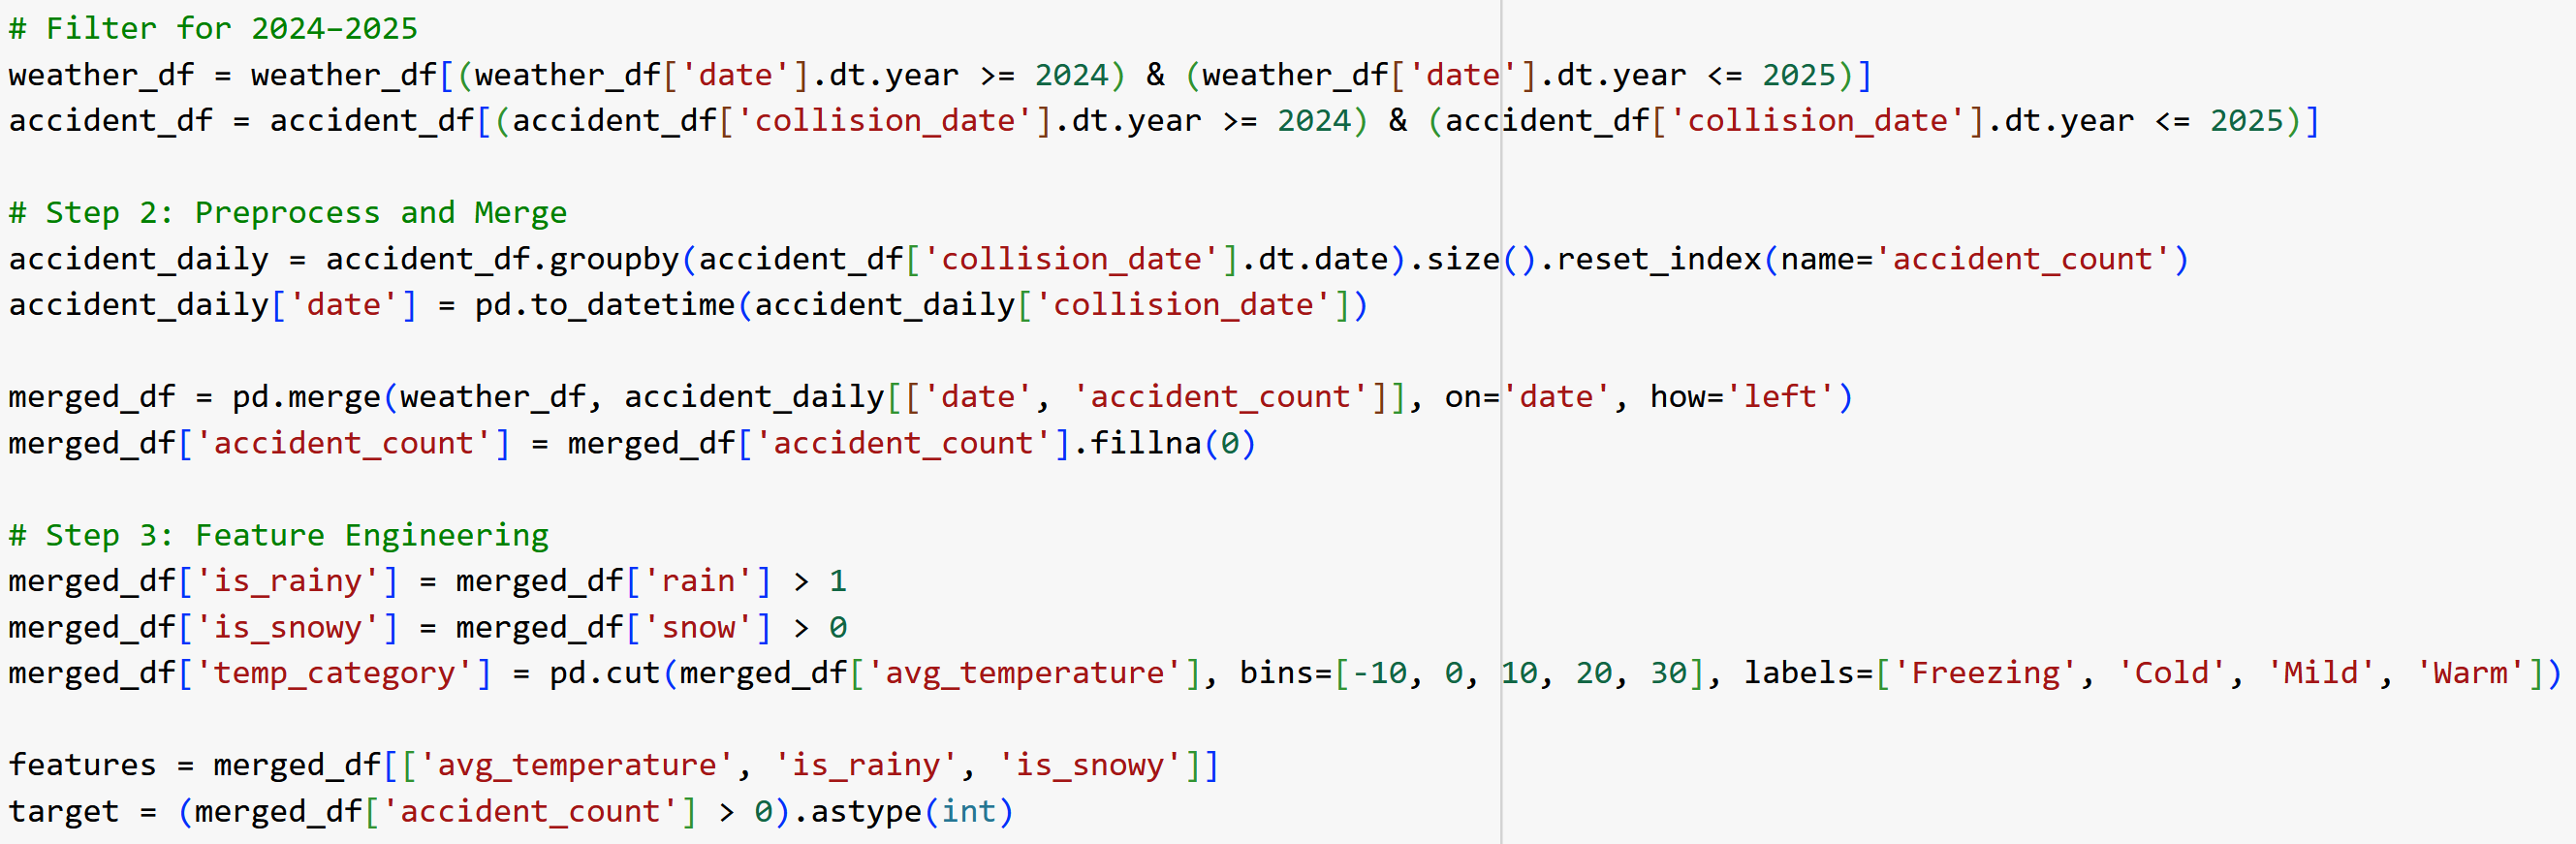 # Filter for 2024–2025
weather_df = weather_df[(weather_df['date'].dt.year >= 2024) & (weather_df['date'].dt.year <= 2025)]
accident_df = accident_df[(accident_df['collision_date'].dt.year >= 2024) & (accident_df['collision_date'].dt.year <= 2025)]
# Step 2: Preprocess and Merge
accident_daily = accident_df.groupby(accident_df['collision_date'].dt.date).size().reset_index(name='accident_count')
accident_daily['date'] = pd.to_datetime(accident_daily['collision_date'])
merged_df = pd.merge(weather_df, accident_daily[['date', 'accident_count']], on='date', how='left')
merged_df['accident_count'] = merged_df['accident_count'].fillna(0)
# Step 3: Feature Engineering
merged_df['is_rainy'] = merged_df['rain'] > 1
merged_df['is_snowy'] = merged_df['snow'] > 0
merged_df['temp_category'] = pd.cut(merged_df['avg_temperature'], bins=[-10, 0, 10, 20, 30], labels=['Freezing', 'Cold', 'Mild', 'Warm'])
features = merged_df[['avg_temperature', 'is_rainy', 'is_snowy']]
target = (merged_df['accident_count'] > 0).astype(int)